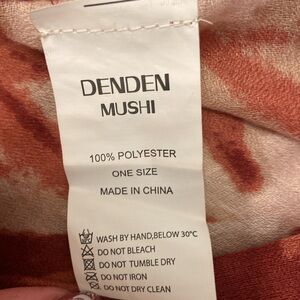 DENDEN
MUSHI
100% POLYESTER
ONE SIZE
MADE IN CHINA
WASH BY HAND,BELOW 30°C
DO NOT BLEACH
DO NOT TUMBLE DRY
DO NOT IRON
DO NOT DRY CLEAN